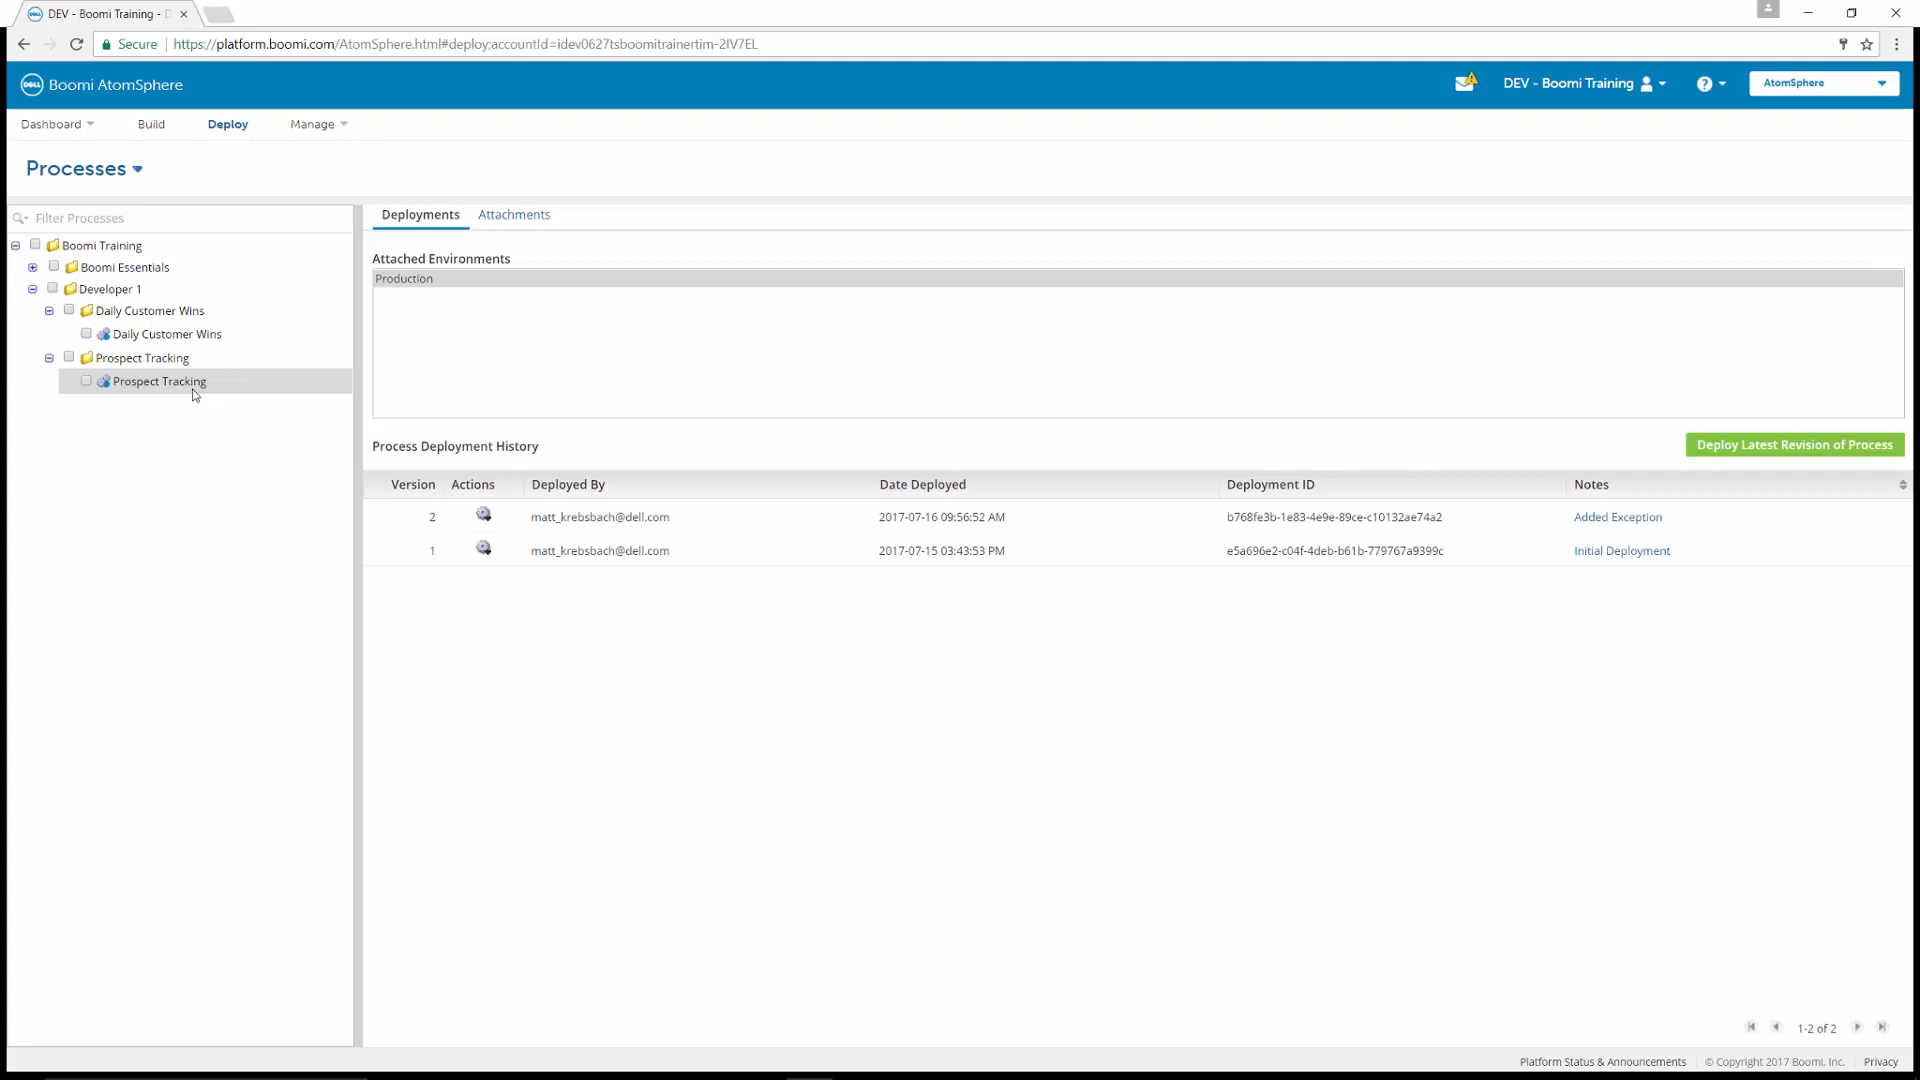 DEV - Boomi Training - D
Secure https://platform.boomi.com/AtomSphere.html#deploy;accountId=idev0627tsboomitrainertim-2IV7EL
DELL Boomi AtomSphere DEV - Boomi Training ? AtomSphere
Dashboard Build Deploy Manage
Processes
Filter Processes
Boomi Training
Boomi Essentials
Developer 1
Daily Customer Wins
Daily Customer Wins
Prospect Tracking
Prospect Tracking
Deployments Attachments
Attached Environments
Production
Process Deployment History Deploy Latest Revision of Process
Version Actions Deployed By Date Deployed Deployment ID Notes
2 matt_krebsbach@dell.com 2017-07-16 09:56:52 AM b768fe3b-1e83-4e9e-89ce-c10132ae74a2 Added Exception
1 matt_krebsbach@dell.com 2017-07-15 03:43:53 PM e5a696e2-c04f-4deb-b61b-779767a9399c Initial Deployment
1-2 of 2
Platform Status & Announcements © Copyright 2017 Boomi, Inc. Privacy